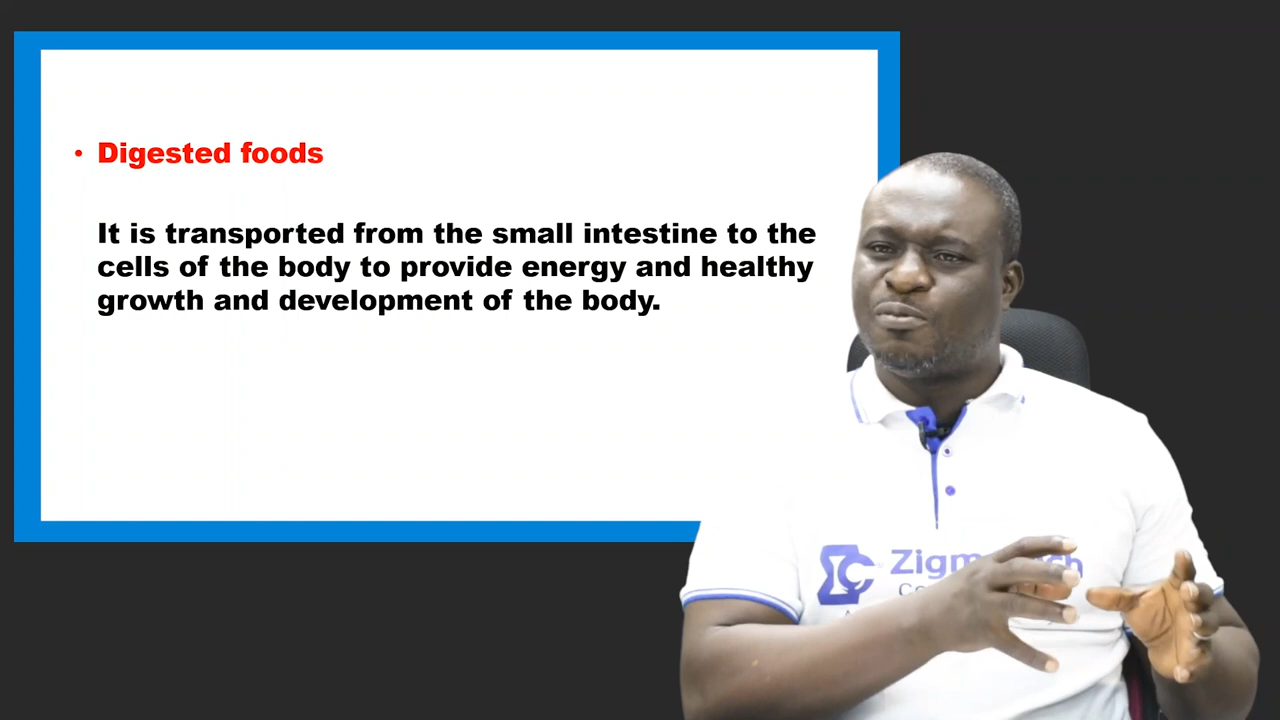 • Digested foods
It is transported from the small intestine to the
cells of the body to provide energy and healthy
growth and development of the body.